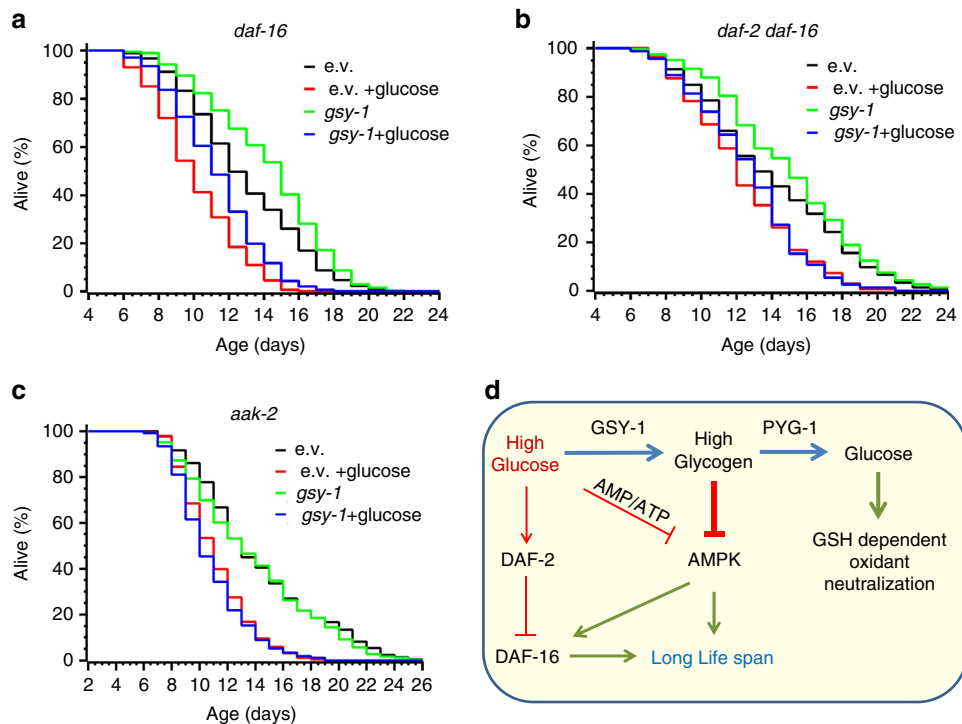 a
daf-16
100
80
60
40
20
0
Alive (%)
4 6 8 10 12 14 16 18 20 22 24
Age (days)
e.v.
e.v. +glucose
gsy-1
gsy-1+glucose
b
daf-2 daf-16
100
80
60
40
20
0
Alive (%)
4 6 8 10 12 14 16 18 20 22 24
Age (days)
e.v.
e.v. +glucose
gsy-1
gsy-1+glucose
c
aak-2
100
80
60
40
20
0
Alive (%)
2 4 6 8 10 12 14 16 18 20 22 24 26
Age (days)
e.v.
e.v. +glucose
gsy-1
gsy-1+glucose
d
High
Glucose
GSY-1
High
Glycogen
PYG-1
Glucose
AMP/ATP
DAF-2
AMPK
GSH dependent
oxidant
neutralization
DAF-16
Long Life span